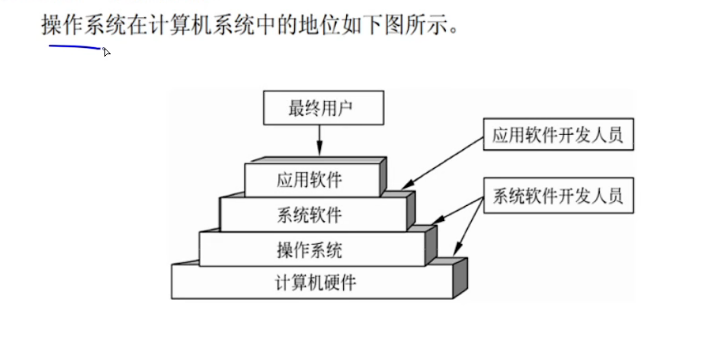 操作系统在计算机系统中的地位如下图所示。
最终用户
应用软件开发人员
应用软件
系统软件开发人员
系统软件
操作系统
计算机硬件